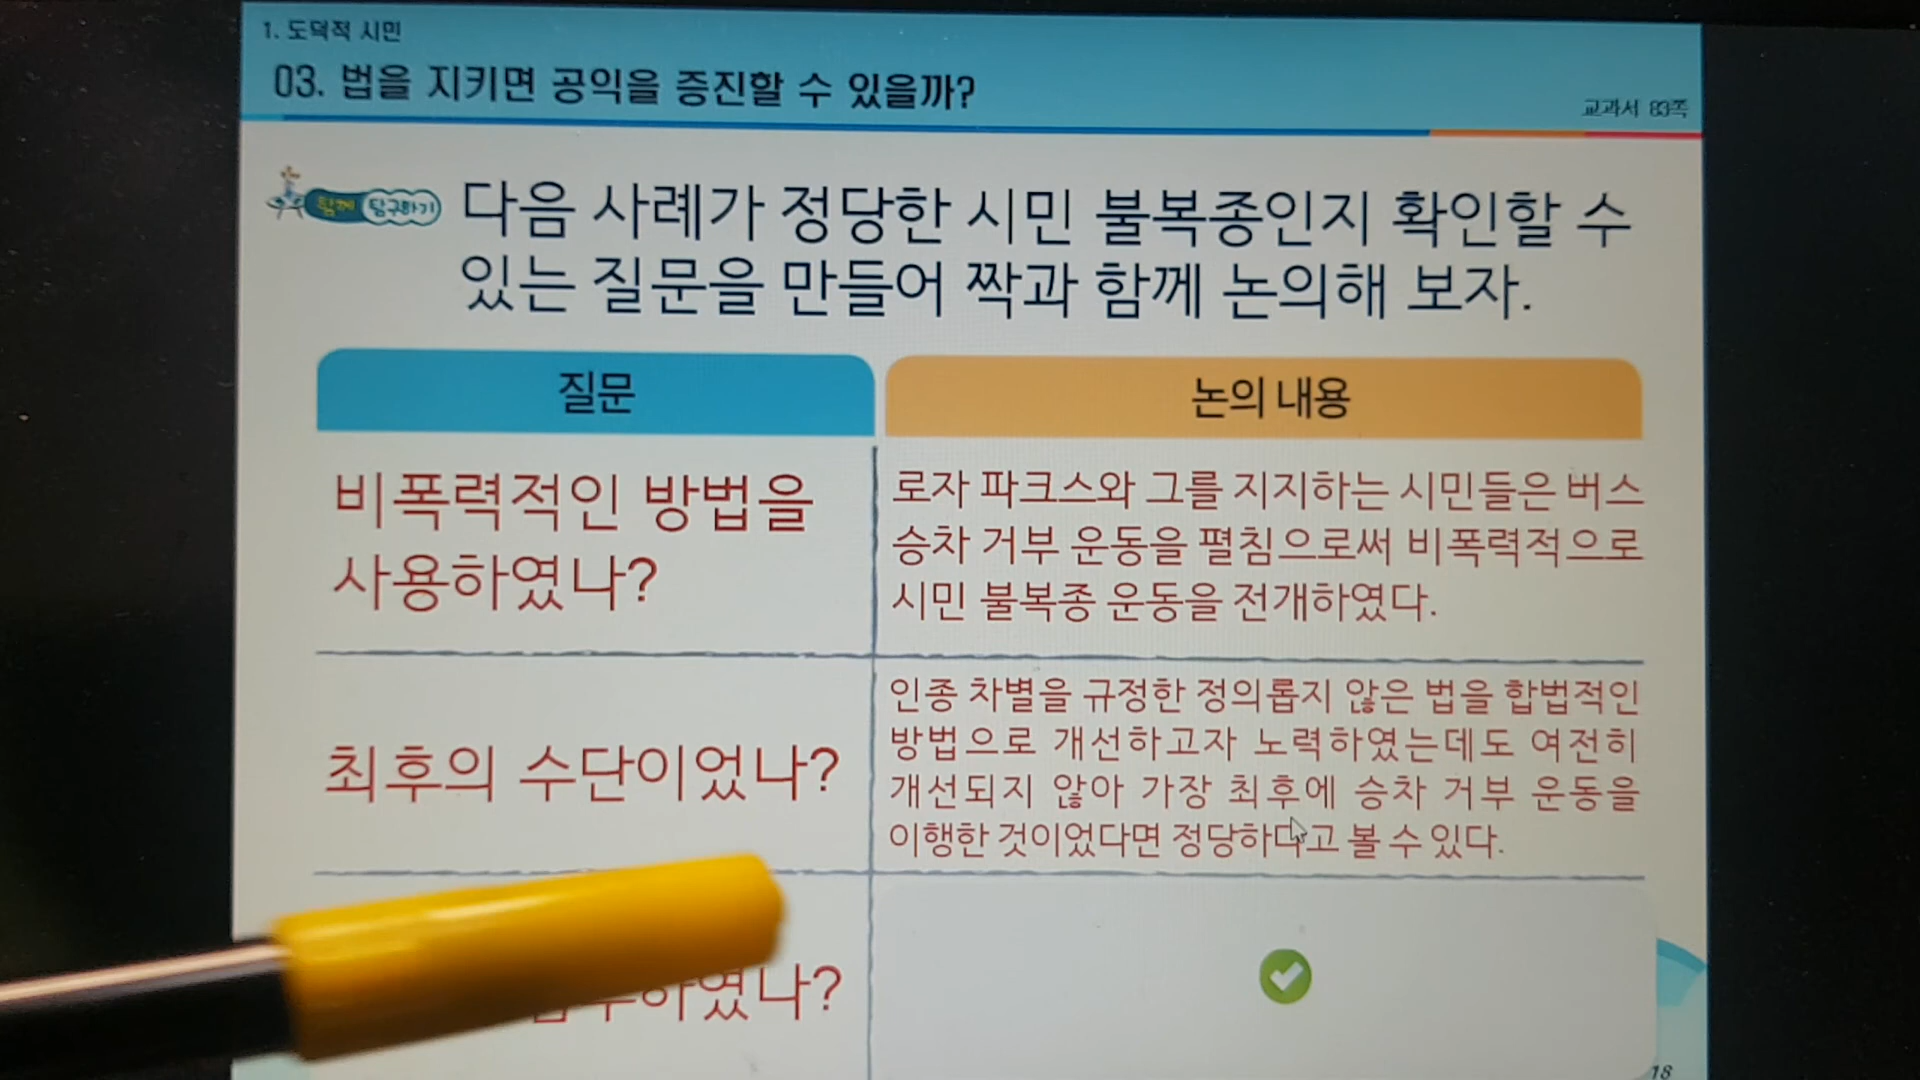 1. 도덕적 시민
03. 법을 지키면 공익을 증진할 수 있을까?
교과서 83쪽
함께 탐구하기
다음 사례가 정당한 시민 불복종인지 확인할 수
있는 질문을 만들어 짝과 함께 논의해 보자.
질문
논의 내용
비폭력적인 방법을
사용하였나?
로자 파크스와 그를 지지하는 시민들은 버스
승차 거부 운동을 펼침으로써 비폭력적으로
시민 불복종 운동을 전개하였다.
최후의 수단이었나?
인종 차별을 규정한 정의롭지 않은 법을 합법적인
방법으로 개선하고자 노력하였는데도 여전히
개선되지 않아 가장 최후에 승차 거부 운동을
이행한 것이었다면 정당하다고 볼 수 있다.
18